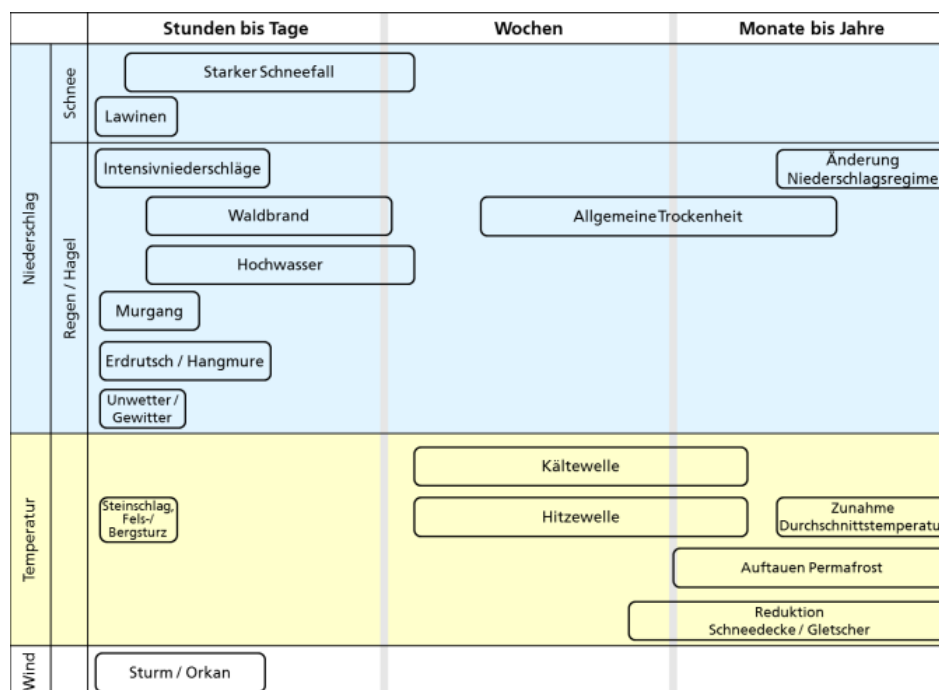 Stunden bis Tage
Wochen
Monate bis Jahre
Niederschlag
Schnee
Starker Schneefall
Lawinen
Regen / Hagel
Intensivniederschläge
Änderung
Niederschlagsregime
Waldbrand
Allgemeine Trockenheit
Hochwasser
Murgang
Erdrutsch / Hangmure
Unwetter /
Gewitter
Temperatur
Kältewelle
Steinschlag,
Fels-/
Bergsturz
Hitzewelle
Zunahme
Durchschnittstemperatu
Auftauen Permafrost
Reduktion
Schneedecke / Gletscher
Wind
Sturm / Orkan